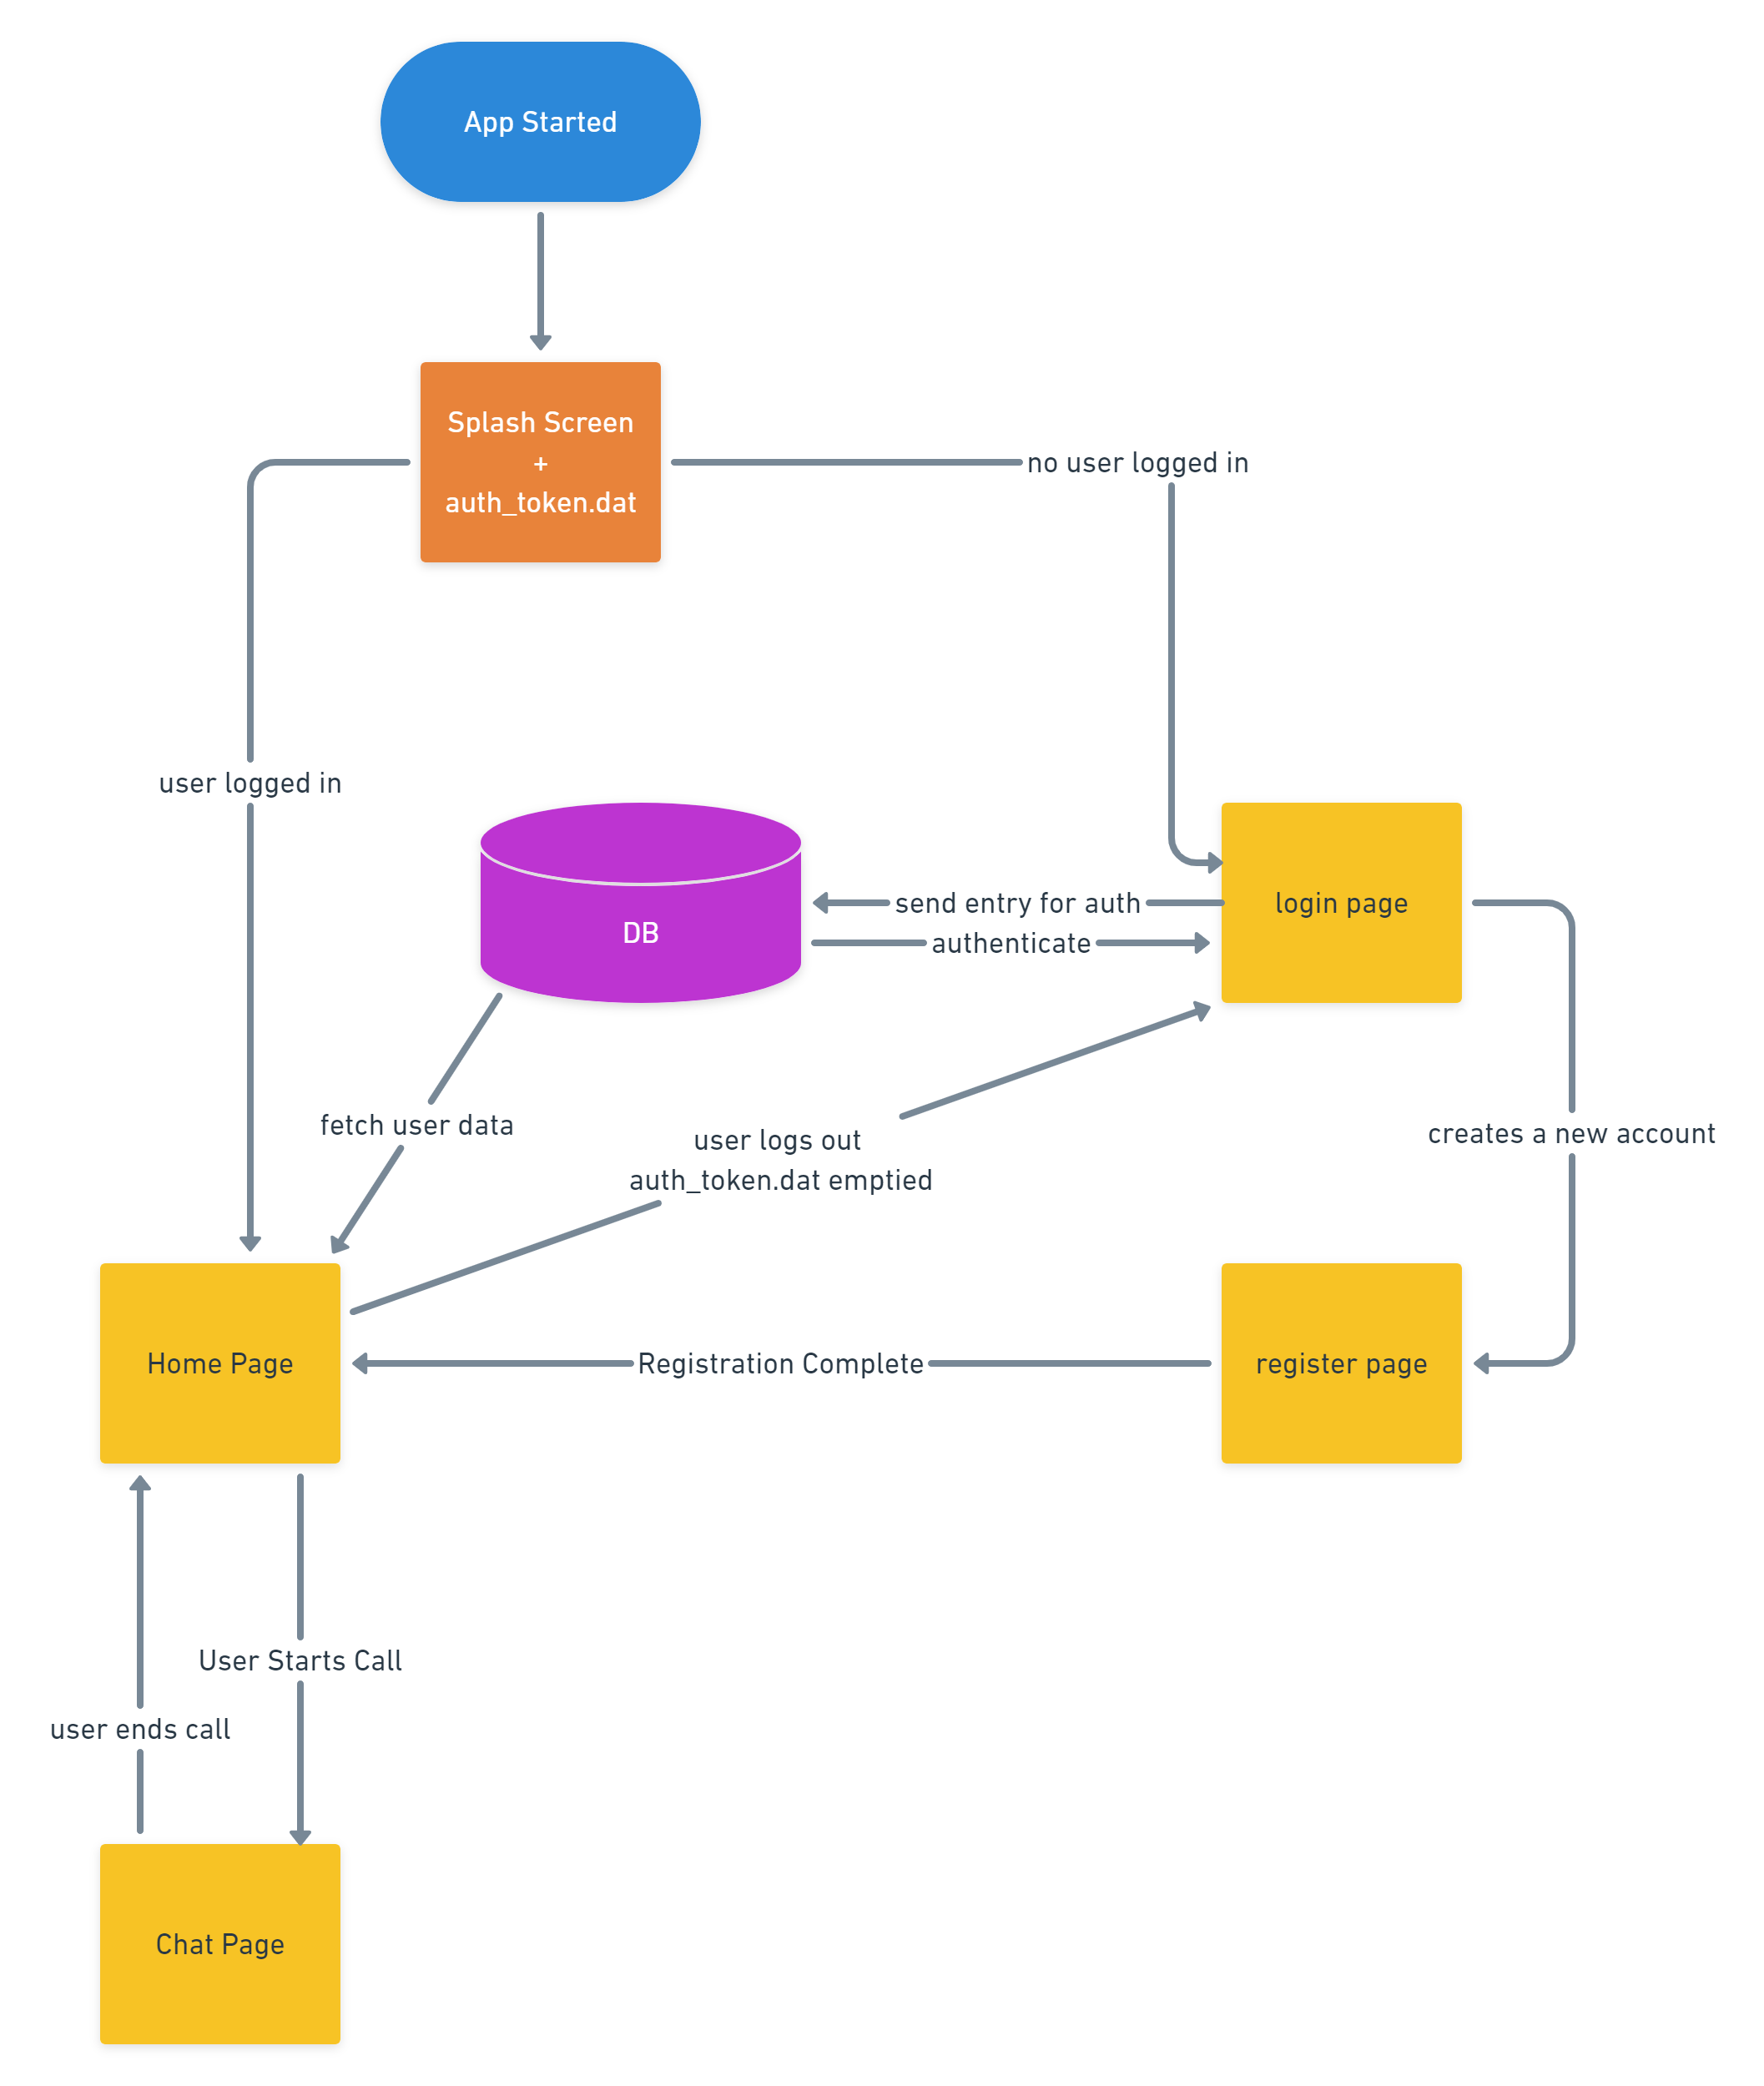 App Started
Splash Screen
+
auth_token.dat
no user logged in
user logged in
DB
send entry for auth
authenticate
login page
fetch user data
user logs out
auth_token.dat emptied
creates a new account
Home Page
Registration Complete
register page
User Starts Call
user ends call
Chat Page